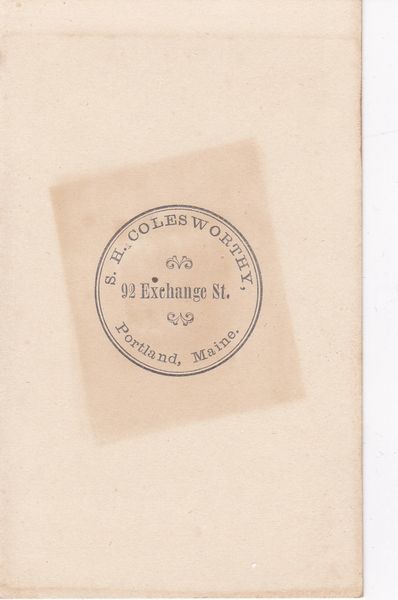 S. H. COLESWORTHY,
92 Exchange St.
Portland, Maine.